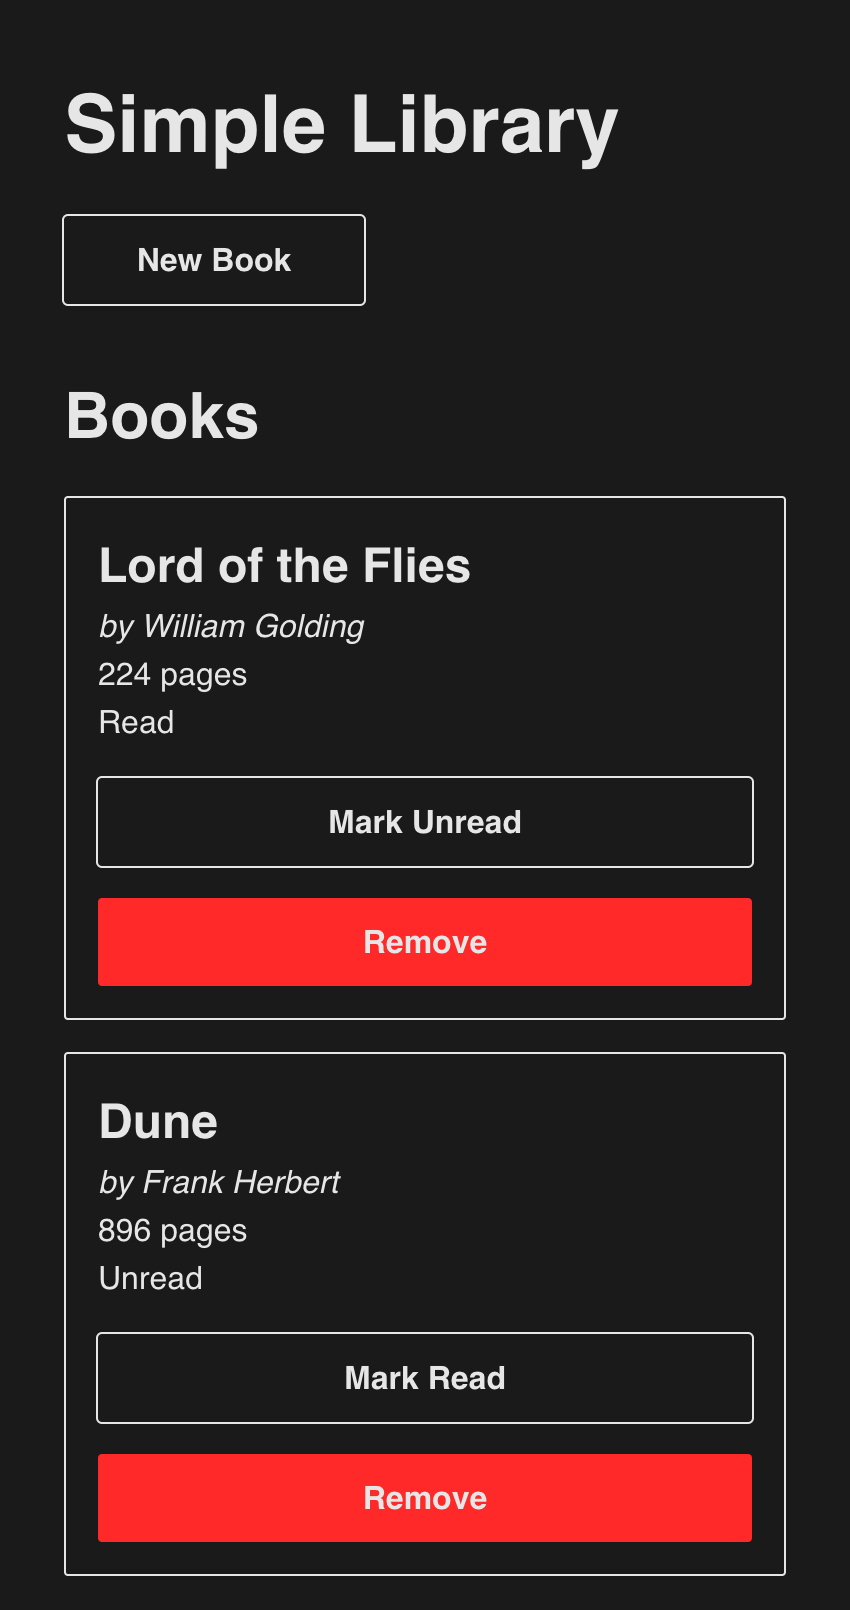 Simple Library
New Book
Books
Lord of the Flies
by William Golding
224 pages
Read
Mark Unread
Remove
Dune
by Frank Herbert
896 pages
Unread
Mark Read
Remove